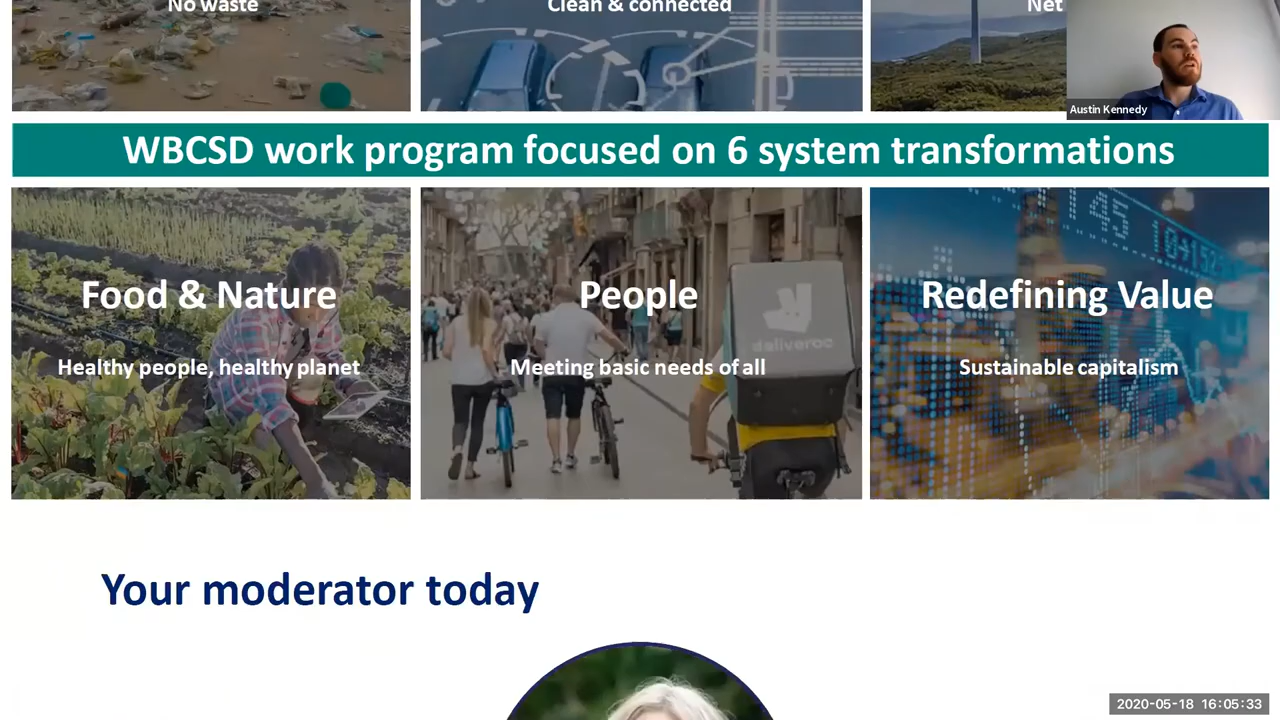 No waste
Clean & connected
Net
Austin Kennedy
WBCSD work program focused on 6 system transformations
Food & Nature
Healthy people, healthy planet
People
Meeting basic needs of all
deliveroo
Redefining Value
Sustainable capitalism
145
Your moderator today
2020-05-18 16:05:33